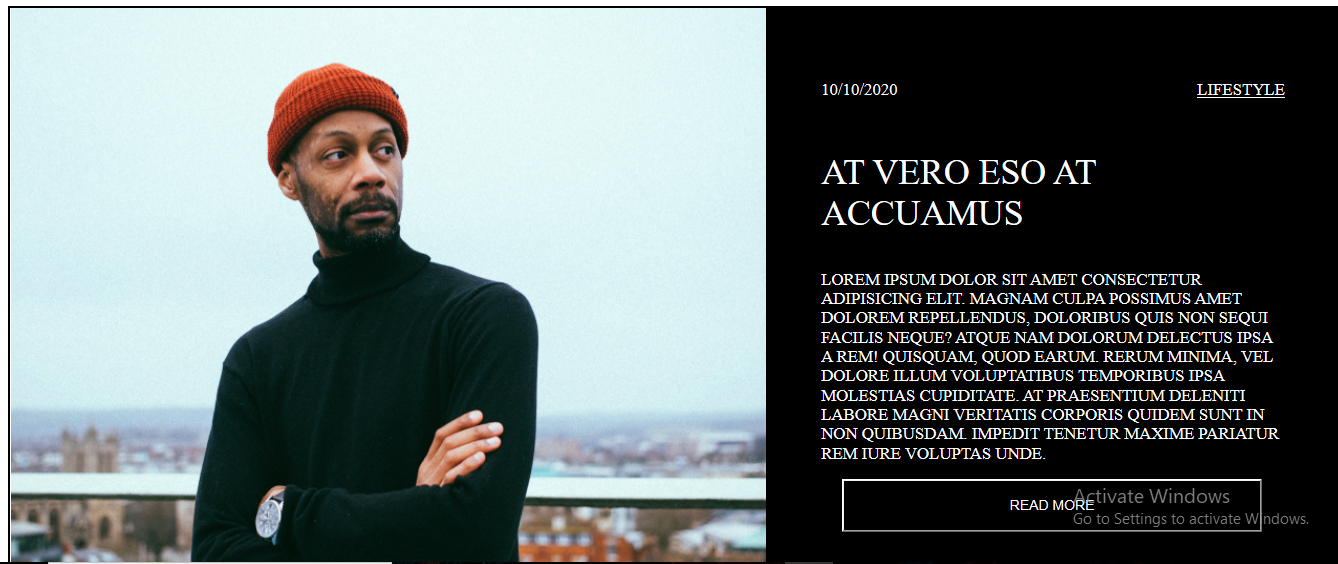 10/10/2020 LIFESTYLE
AT VERO ESO AT
ACCUAMUS
LOREM IPSUM DOLOR SIT AMET CONSECTETUR
ADIPISICING ELIT. MAGNAM CULPA POSSIMUS AMET
DOLOREM REPELLENDUS, DOLORIBUS QUIS NON SEQUI
FACILIS NEQUE? ATQUE NAM DOLORUM DELECTUS IPSA
A REM! QUISQUAM, QUOD EARUM. RERUM MINIMA, VEL
DOLORE ILLUM VOLUPTATIBUS TEMPORIBUS IPSA
MOLESTIAS CUPIDITATE. AT PRAESENTIUM DELENITI
LABORE MAGNI VERITATIS CORPORIS QUIDEM SUNT IN
NON QUIBUSDAM. IMPEDIT TENETUR MAXIME PARIATUR
REM IURE VOLUPTAS UNDE.
READ MORE
Activate Windows
Go to Settings to activate Windows.